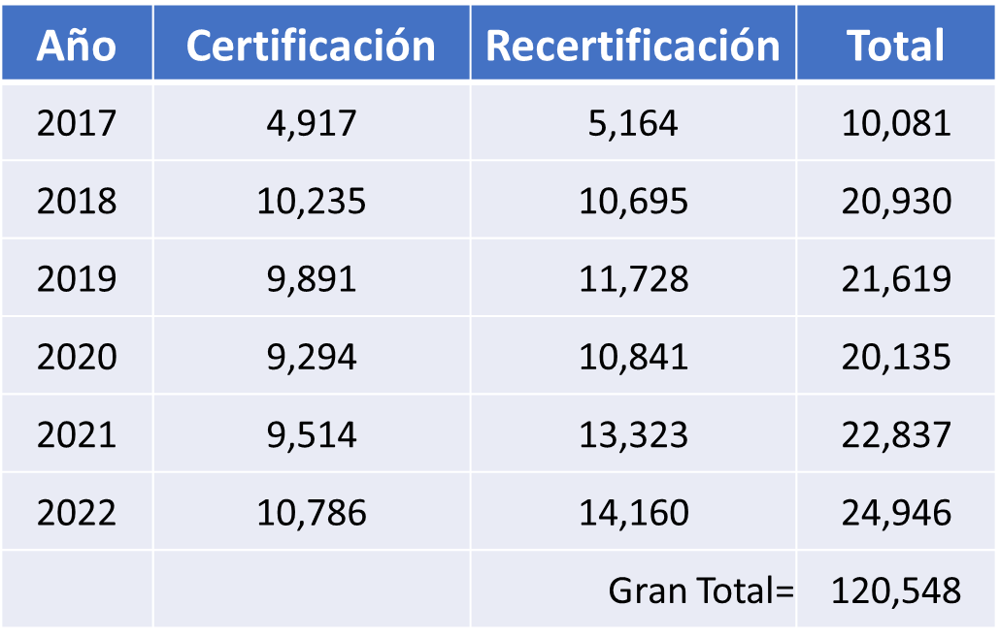 Año Certificación Recertificación Total
2017 4,917 5,164 10,081
2018 10,235 10,695 20,930
2019 9,891 11,728 21,619
2020 9,294 10,841 20,135
2021 9,514 13,323 22,837
2022 10,786 14,160 24,946
Gran Total= 120,548